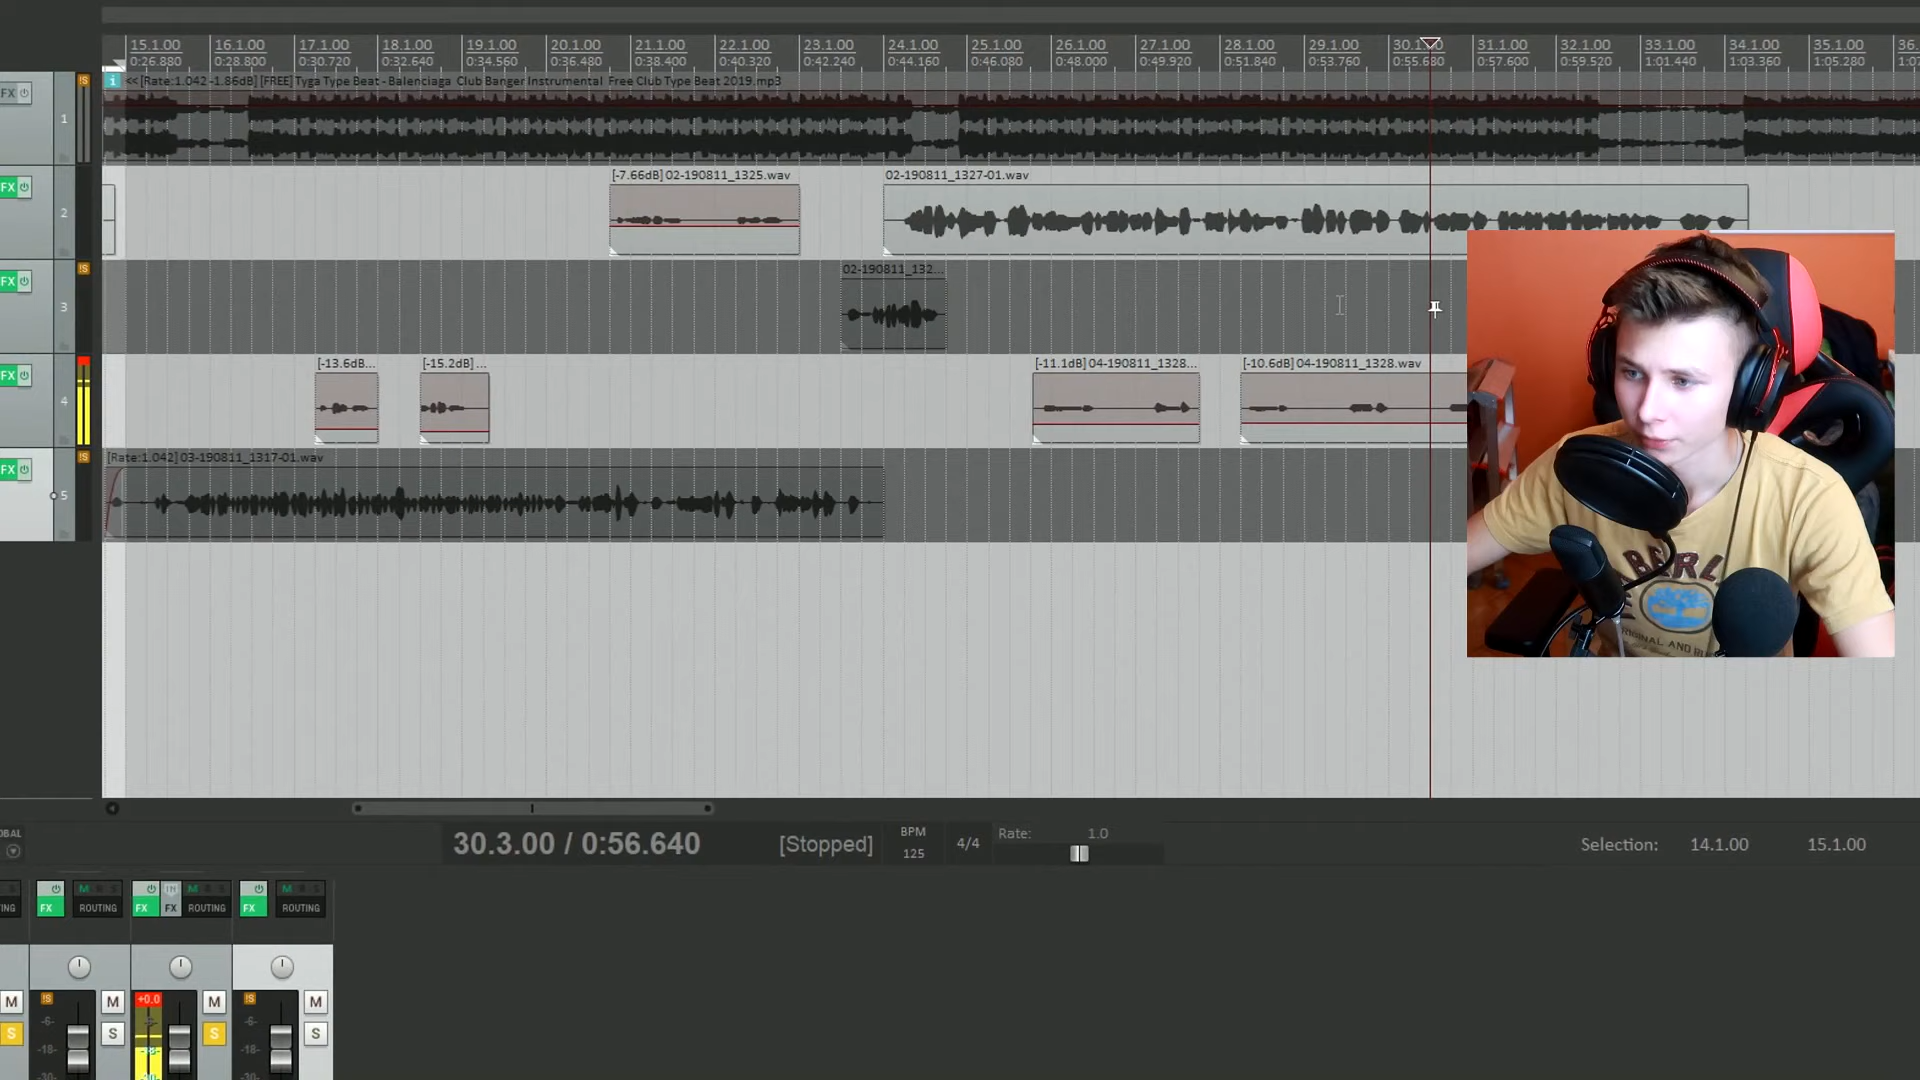 15.1.00 16.1.00 17.1.00 18.1.00 19.1.00 20.1.00 21.1.00 22.1.00 23.1.00 24.1.00 25.1.00 26.1.00 27.1.00 28.1.00 29.1.00 31.1.00 32.1.00 33.1.00 34.1.00 35.1.00 36.
0:26.880 0:28.800 0:30.720 0:32.640 0:34.560 0:36.480 0:38.400 0:40.320 0:42.240 0:44.160 0:46.080 0:48.000 0:49.920 0:51.840 0:53.760 0:55.680 0:57.600 0:59.520 1:01.440 1:03.360 1:05.280 1:07
<< [Rate:1.042 -1.86dB] [FREE] Tyga Type Beat - Balenciaga Club Banger Instrumental Free Club Type Beat 2019.mp3
FX
1
[-7.66dB] 02-190811_1325.wav 02-190811_1327-01.wav
FX
2
02-190811_132...
FX
3
[-13.6dB... [-15.2dB] ... [-11.1dB] 04-190811_1328... [-10.6dB] 04-190811_1328.wav
FX
4
[Rate:1.042] 03-190811_1317-01.wav
FX
5
OBAL
30.3.00 / 0:56.640 [Stopped] BPM 125 4/4 Rate: 1.0 Selection: 14.1.00 15.1.00
ING FX ROUTING FX FX ROUTING FX ROUTING
M M +0.0 M M
S S S S
-6- -6-
-18- -18- -18-
-30- -30- -30-